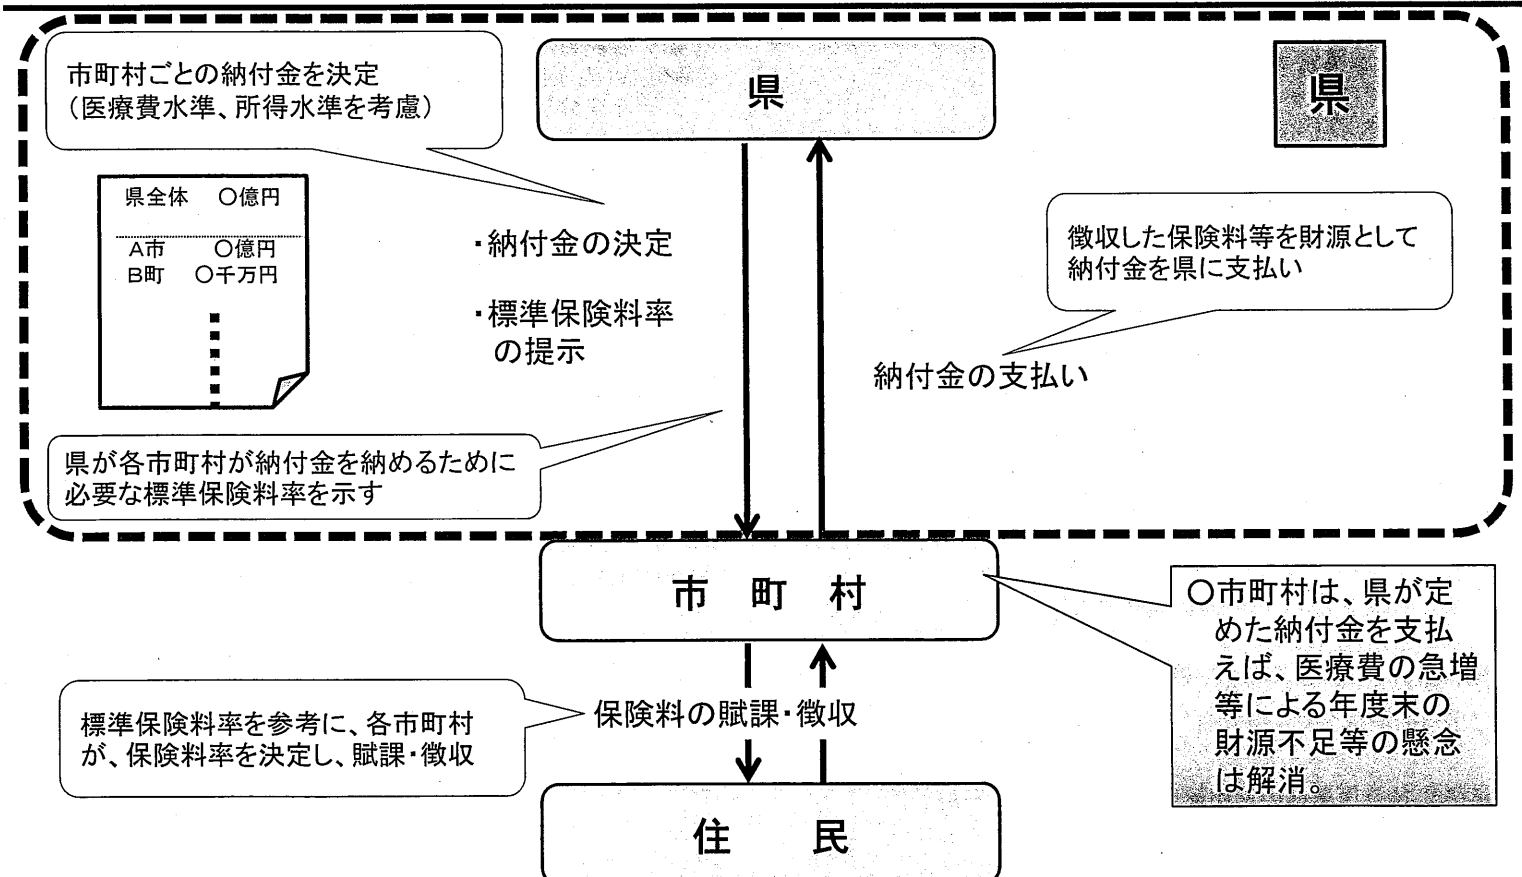 市町村ごとの納付金を決定
（医療費水準、所得水準を考慮）
県
県
県全体　〇億円
A市　〇億円
B町　〇千万円
・納付金の決定
・標準保険料率
の提示
徴収した保険料等を財源として
納付金を県に支払い
納付金の支払い
県が各市町村が納付金を納めるために
必要な標準保険料率を示す
市　町　村
〇市町村は、県が定
めた納付金を支払
えば、医療費の急増
等による年度末の
財源不足等の懸念
は解消。
標準保険料率を参考に、各市町村
が、保険料率を決定し、賦課・徴収
保険料の賦課・徴収
住　民